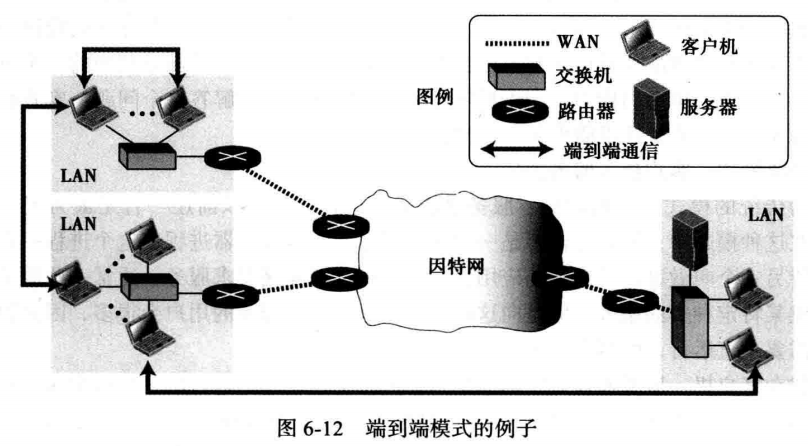 图例
WAN
客户机
交换机
路由器
服务器
端到端通信
LAN
LAN
因特网
LAN
图 6-12 端到端模式的例子